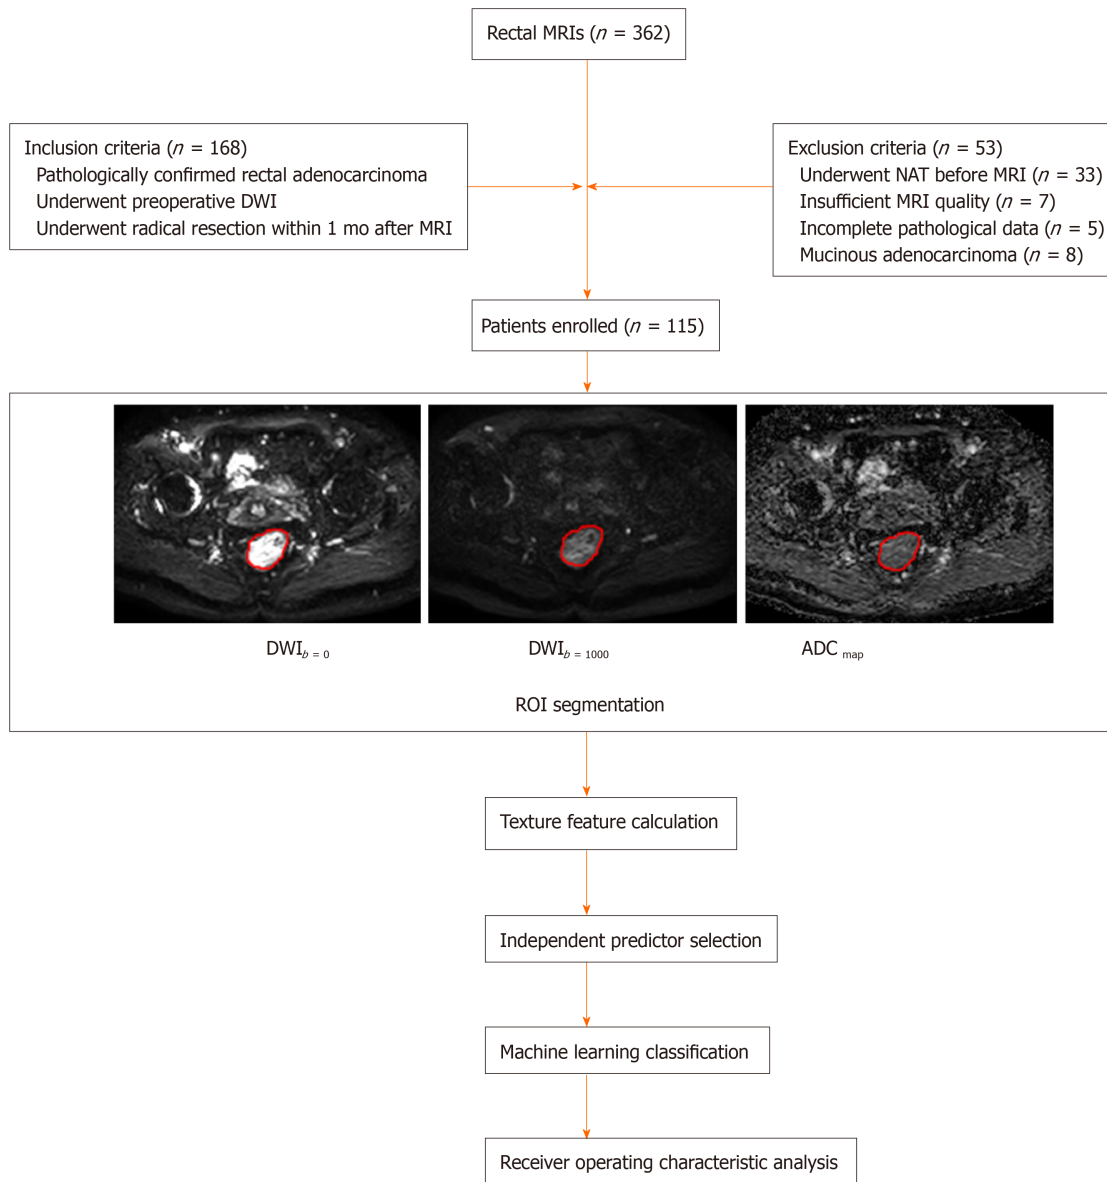 Rectal MRIs (n = 362)
Inclusion criteria (n = 168)
Pathologically confirmed rectal adenocarcinoma
Underwent preoperative DWI
Underwent radical resection within 1 mo after MRI
Exclusion criteria (n = 53)
Underwent NAT before MRI (n = 33)
Insufficient MRI quality (n = 7)
Incomplete pathological data (n = 5)
Mucinous adenocarcinoma (n = 8)
Patients enrolled (n = 115)
DWI b = 0
DWI b = 1000
ADC map
ROI segmentation
Texture feature calculation
Independent predictor selection
Machine learning classification
Receiver operating characteristic analysis